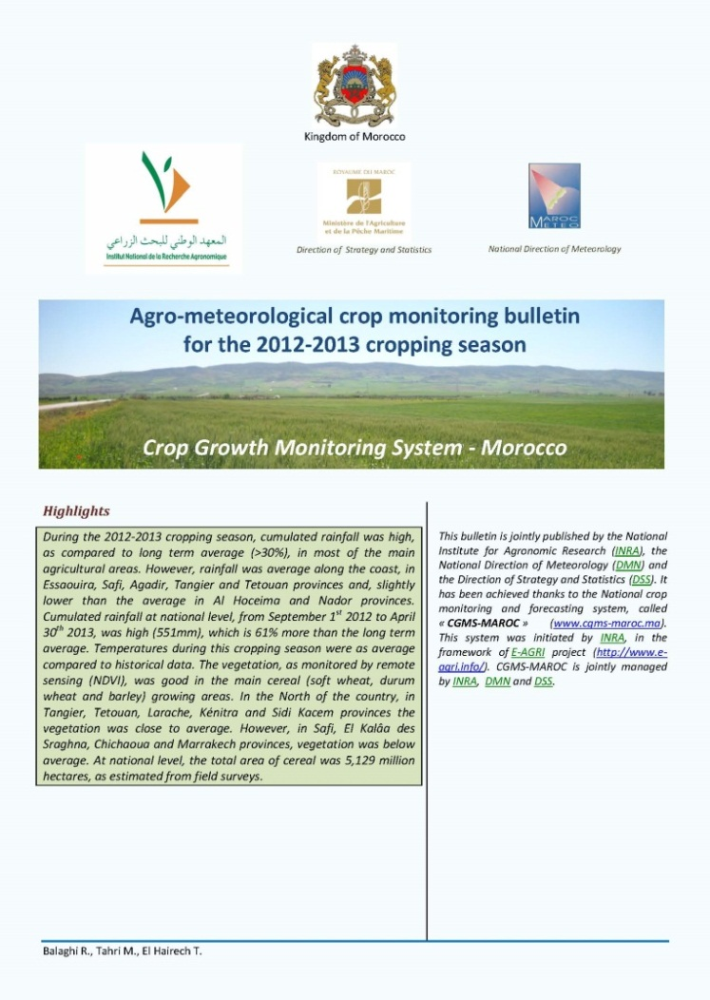 Kingdom of Morocco
المعهد الوطني للبحث الزراعي
Institut National de la Recherche Agronomique
ROYAUME DU MAROC
Ministère de l'Agriculture
et de la Pêche Maritime
Direction of Strategy and Statistics
MAROC
METEO
National Direction of Meteorology
Agro-meteorological crop monitoring bulletin
for the 2012-2013 cropping season
Crop Growth Monitoring System - Morocco
Highlights
During the 2012-2013 cropping season, cumulated rainfall was high,
as compared to long term average (>30%), in most of the main
agricultural areas. However, rainfall was average along the coast, in
Essaouira, Safi, Agadir, Tangier and Tetouan provinces and, slightly
lower than the average in Al Hoceima and Nador provinces.
Cumulated rainfall at national level, from September 1st 2012 to April
30th 2013, was high (551mm), which is 61% more than the long term
average. Temperatures during this cropping season were as average
compared to historical data. The vegetation, as monitored by remote
sensing (NDVI), was good in the main cereal (soft wheat, durum
wheat and barley) growing areas. In the North of the country, in
Tangier, Tetouan, Larache, Kénitra and Sidi Kacem provinces the
vegetation was close to average. However, in Safi, El Kalâa des
Sraghna, Chichaoua and Marrakech provinces, vegetation was below
average. At national level, the total area of cereal was 5,129 million
hectares, as estimated from field surveys.
This bulletin is jointly published by the National
Institute for Agronomic Research (INRA), the
National Direction of Meteorology (DMN) and
the Direction of Strategy and Statistics (DSS). It
has been achieved thanks to the National crop
monitoring and forecasting system, called
« CGMS-MAROC » (www.cgms-maroc.ma).
This system was initiated by INRA, in the
framework of E-AGRI project (http://www.e-
agri.info/). CGMS-MAROC is jointly managed
by INRA, DMN and DSS.
Balaghi R., Tahri M., El Hairech T.